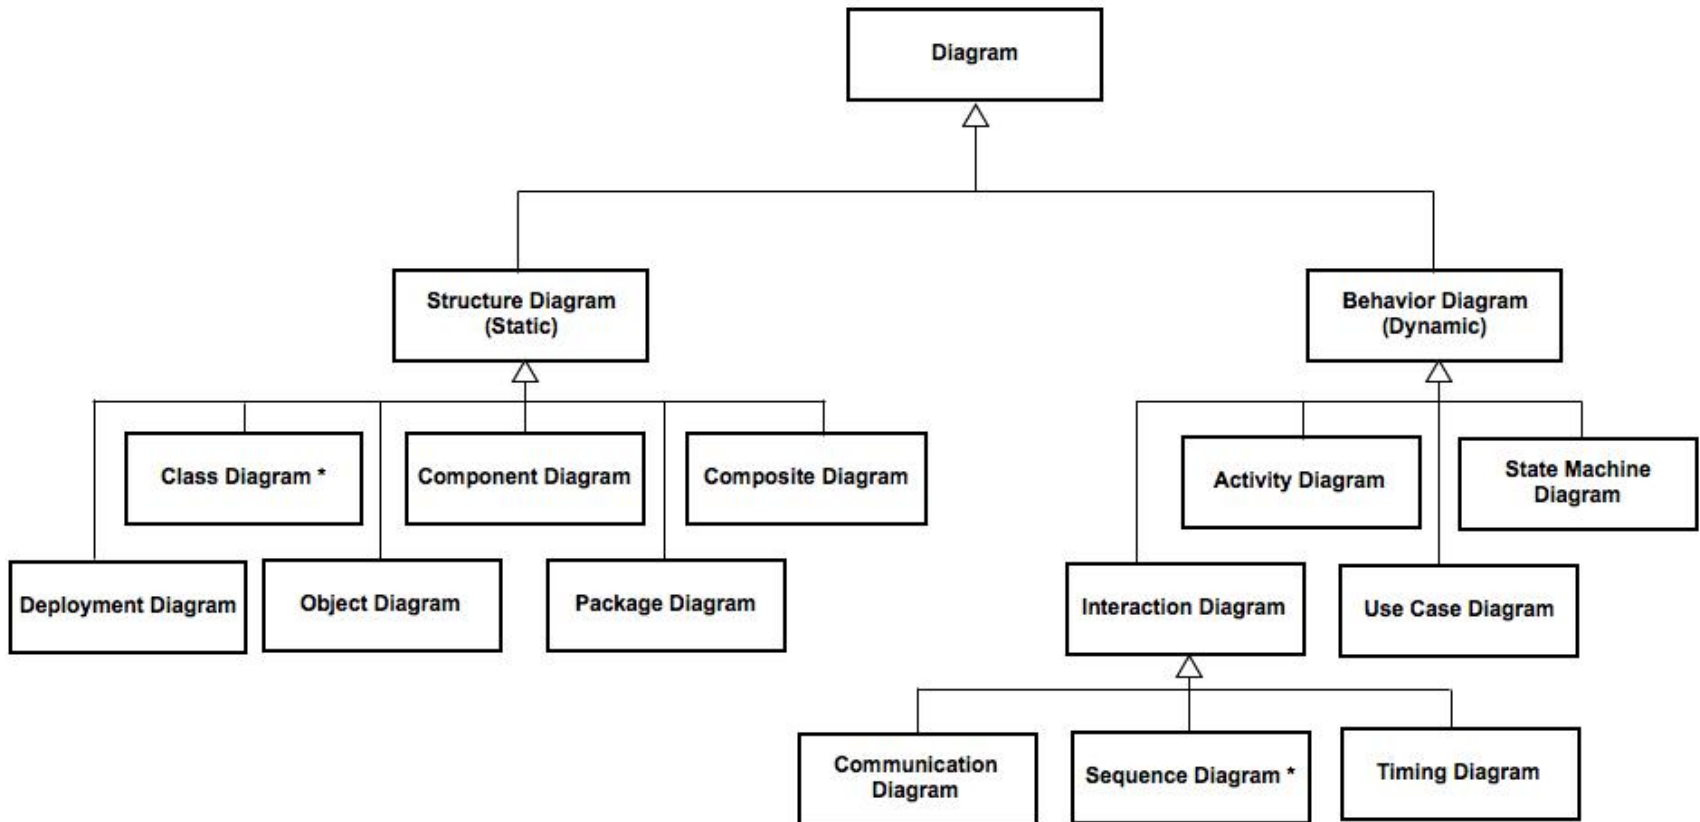 Diagram
Structure Diagram
(Static)
Behavior Diagram
(Dynamic)
Class Diagram *
Component Diagram
Composite Diagram
Activity Diagram
State Machine
Diagram
Deployment Diagram
Object Diagram
Package Diagram
Interaction Diagram
Use Case Diagram
Communication
Diagram
Sequence Diagram *
Timing Diagram